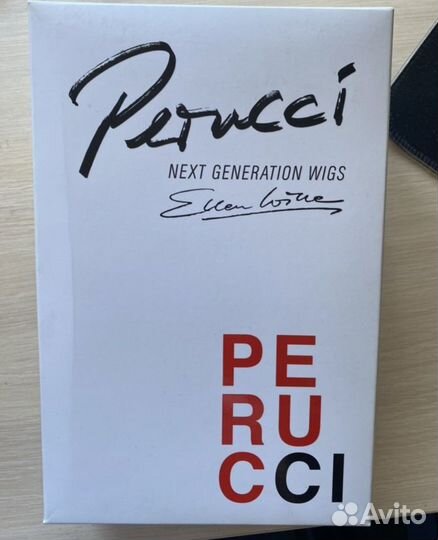 Perucci
NEXT GENERATION WIGS
Ellen Wille
PE
RU
CCI
Avito